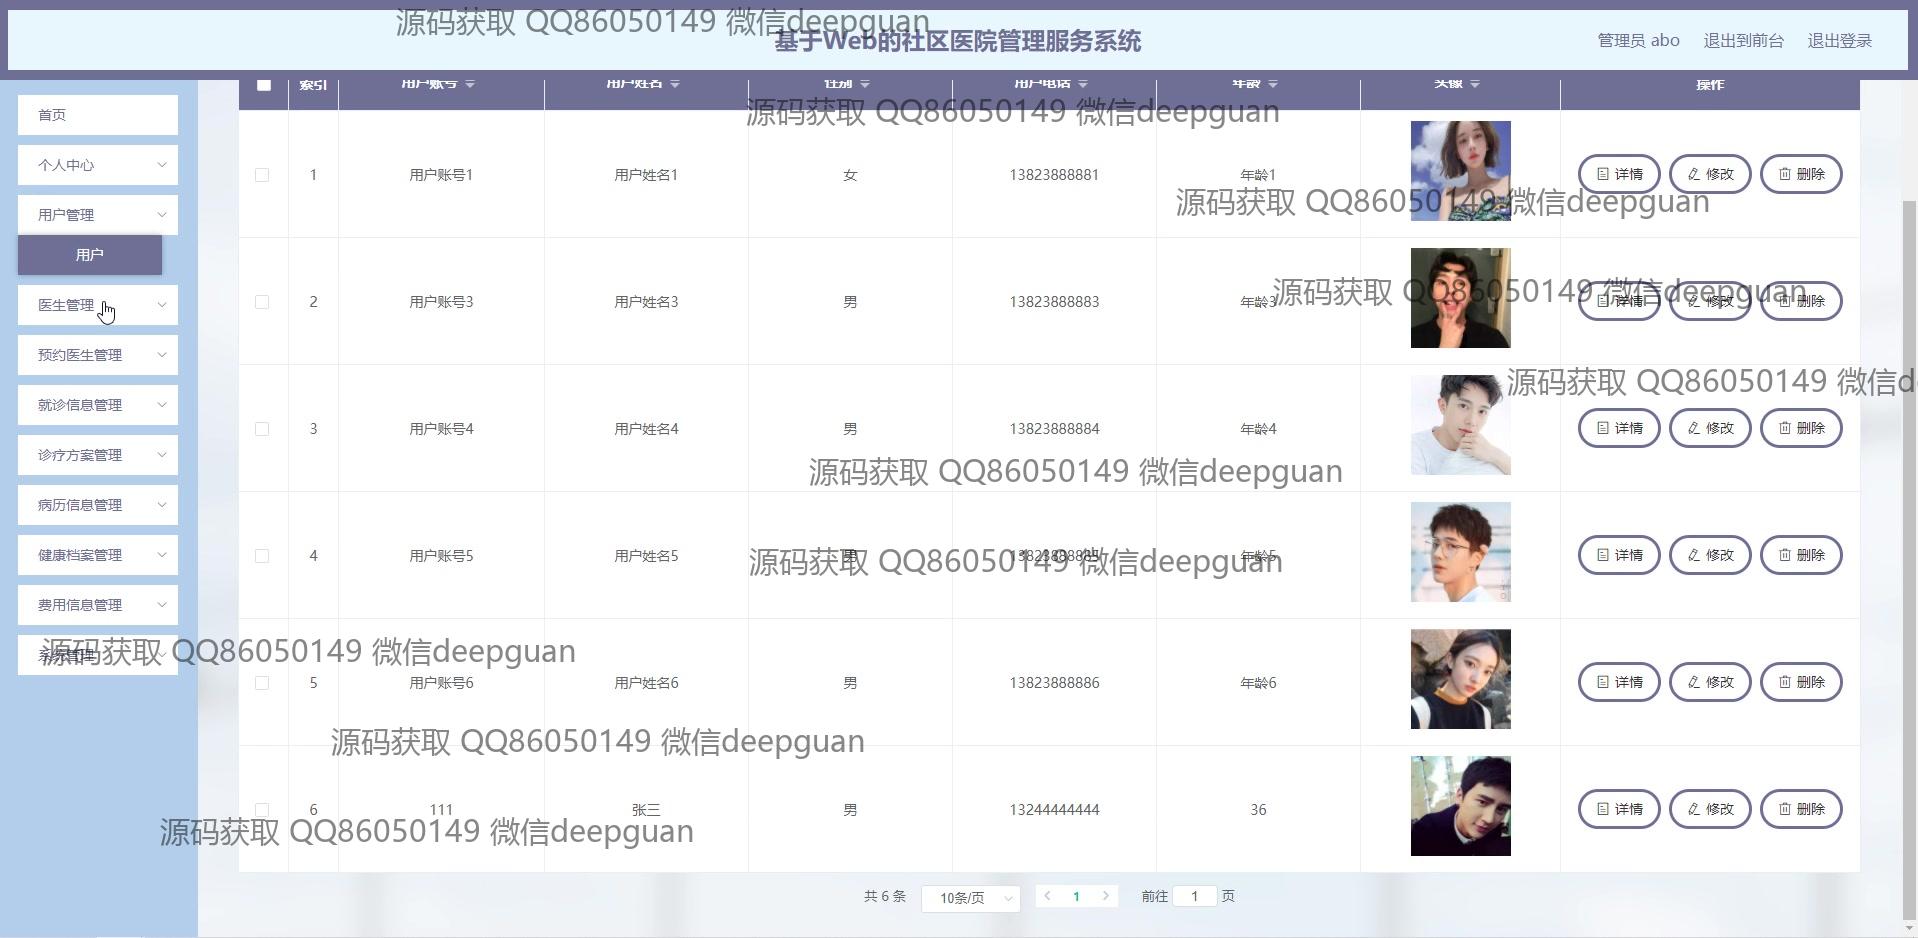 源码获取 QQ86050149 微信deepguan
基于Web的社区医院管理服务系统
管理员 abo 退出到前台 退出登录
索引 用户账号 用户姓名 性别 用户电话 年龄 头像 操作
首页
源码获取 QQ86050149 微信deepguan
个人中心
1 用户账号1 用户姓名1 女 13823888881 年龄1 详情 修改 删除
源码获取 QQ86050149 微信deepguan
用户管理
用户
源码获取 QQ86050149 微信deepguan
医生管理
2 用户账号3 用户姓名3 男 13823888883 年龄3 详情 修改 删除
预约医生管理
源码获取 QQ86050149 微信d
就诊信息管理
3 用户账号4 用户姓名4 男 13823888884 年龄4 详情 修改 删除
诊疗方案管理
源码获取 QQ86050149 微信deepguan
病历信息管理
健康档案管理
4 用户账号5 用户姓名5 男 13823888885 年龄5 详情 修改 删除
源码获取 QQ86050149 微信deepguan
费用信息管理
系统管理
源码获取 QQ86050149 微信deepguan
5 用户账号6 用户姓名6 男 13823888886 年龄6 详情 修改 删除
源码获取 QQ86050149 微信deepguan
6 111 张三 男 13244444444 36 详情 修改 删除
源码获取 QQ86050149 微信deepguan
共 6 条 10条/页 1 前往 1 页